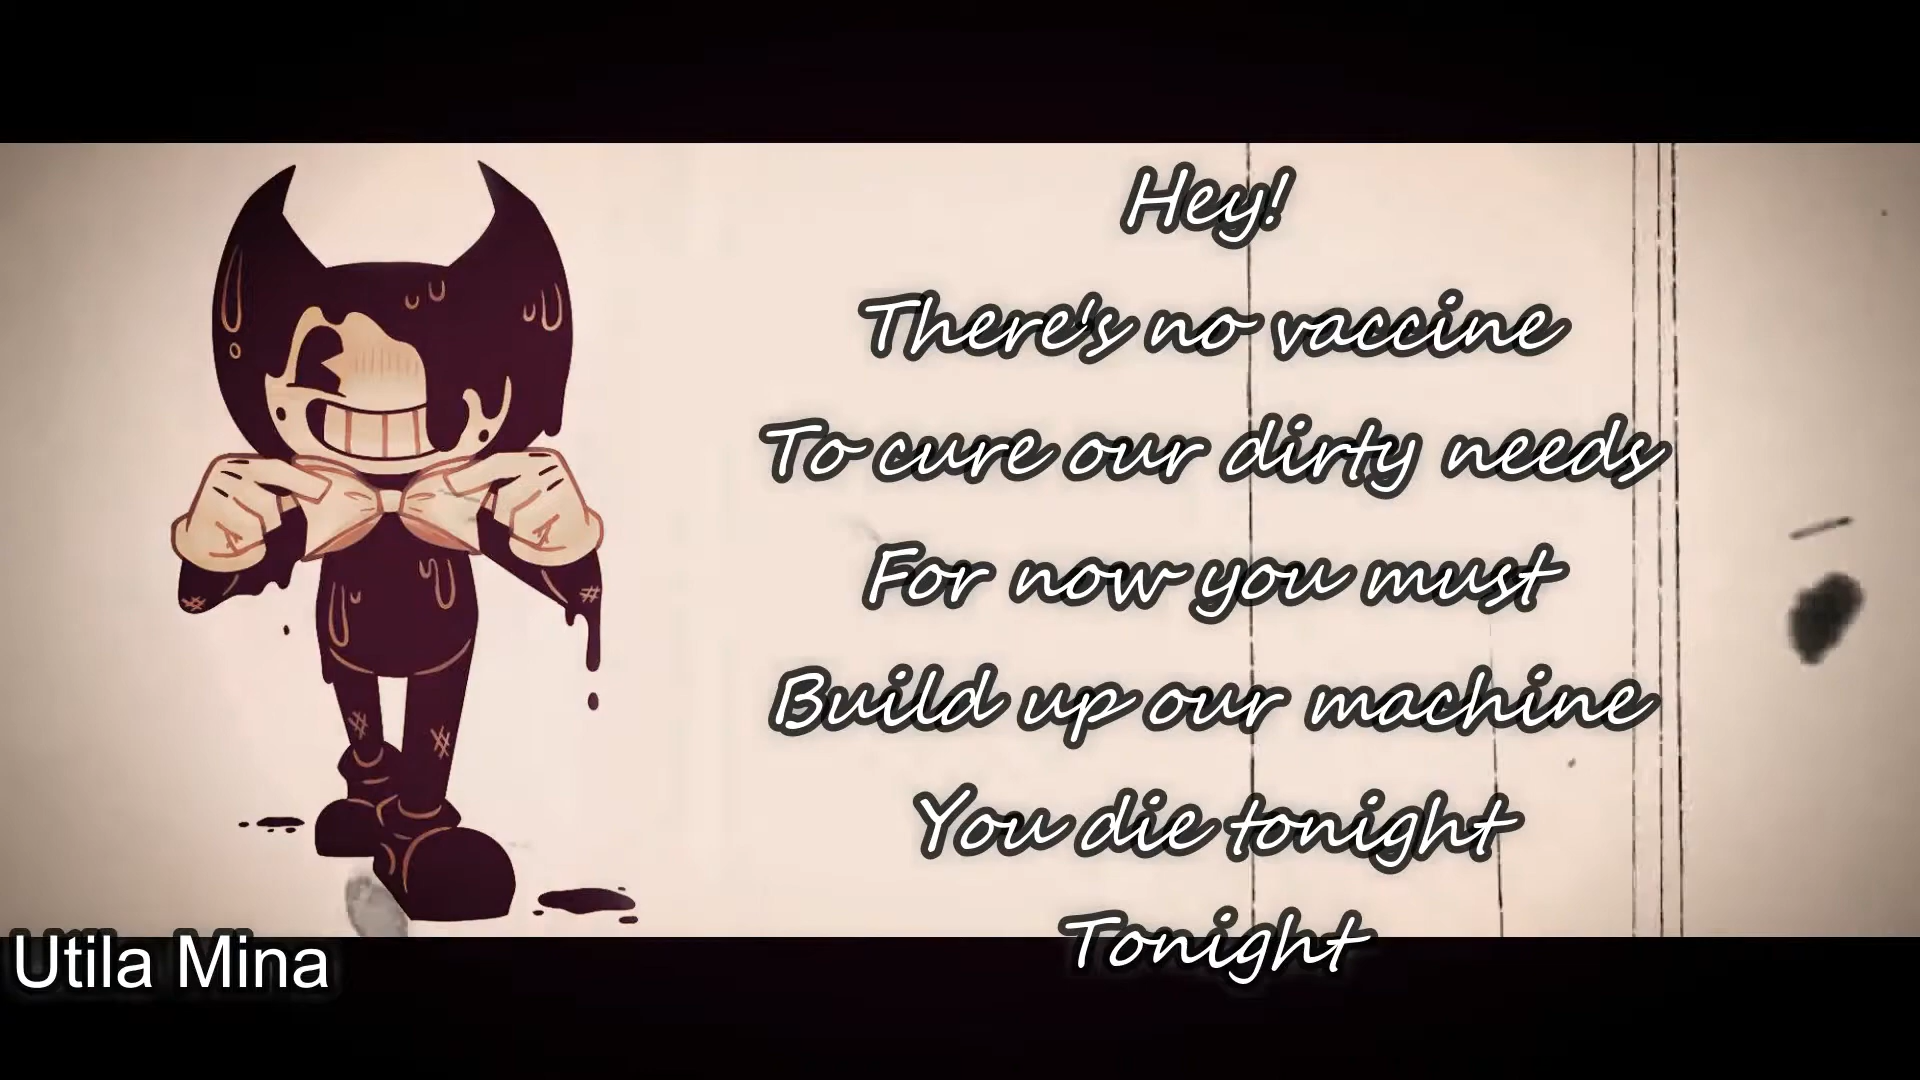 Hey!
There's no vaccine
To cure our dirty needs
For now you must
Build up our machine
You die tonight
Tonight
Utila Mina